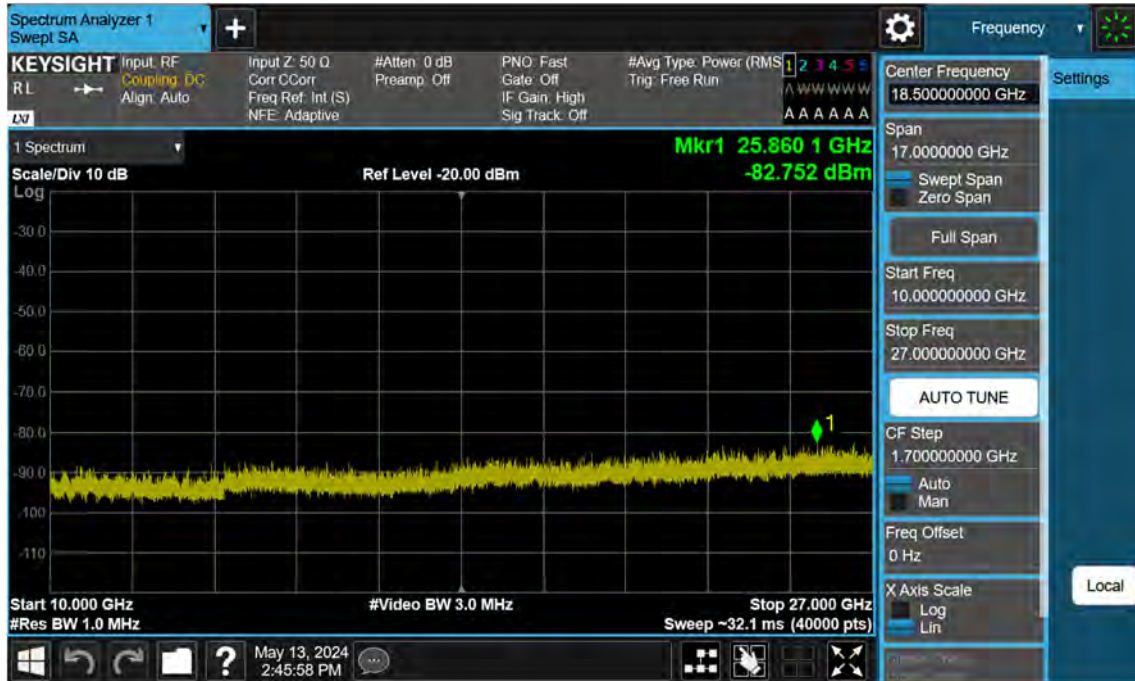 Spectrum Analyzer 1
Swept SA
+
Frequency
KEYSIGHT
RL
LXI
Input: RF
Coupling: DC
Align: Auto
Input Z: 50 Ω
Corr CCorr
Freq Ref: Int (S)
NFE: Adaptive
#Atten: 0 dB
Preamp: Off
PNO: Fast
Gate: Off
IF Gain: High
Sig Track: Off
#Avg Type: Power (RMS
Trig: Free Run
1 2 3 4 5 6
A W W W W W
A A A A A A
1 Spectrum
Mkr1 25.860 1 GHz
Scale/Div 10 dB
Ref Level -20.00 dBm
-82.752 dBm
Log
-30.0
-40.0
-50.0
-60.0
-70.0
-80.0
1
-90.0
-100
-110
Start 10.000 GHz
#Video BW 3.0 MHz
Stop 27.000 GHz
#Res BW 1.0 MHz
Sweep ~32.1 ms (40000 pts)
?
May 13, 2024
2:45:58 PM
Center Frequency
18.500000000 GHz
Settings
Span
17.0000000 GHz
Swept Span
Zero Span
Full Span
Start Freq
10.000000000 GHz
Stop Freq
27.000000000 GHz
AUTO TUNE
CF Step
1.700000000 GHz
Auto
Man
Freq Offset
0 Hz
X Axis Scale
Log
Lin
Local